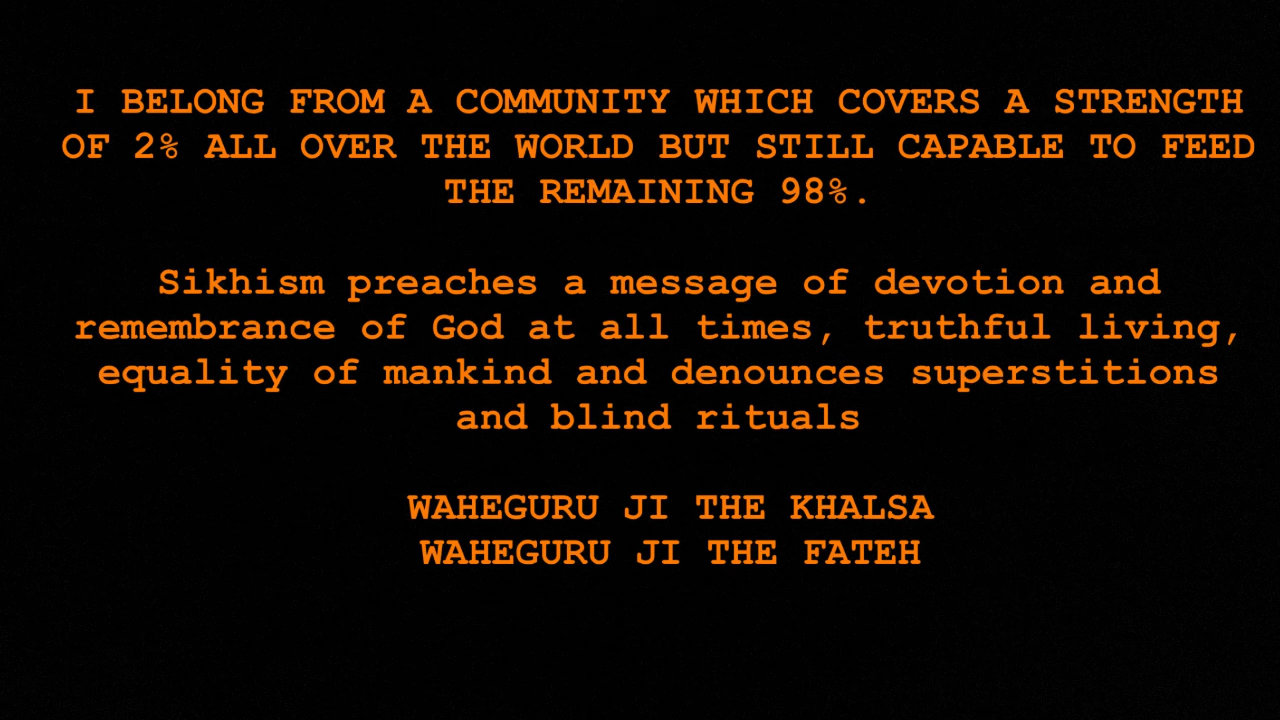 I BELONG FROM A COMMUNITY WHICH COVERS A STRENGTH
OF 2% ALL OVER THE WORLD BUT STILL CAPABLE TO FEED
THE REMAINING 98%.
Sikhism preaches a message of devotion and
remembrance of God at all times, truthful living,
equality of mankind and denounces superstitions
and blind rituals
WAHEGURU JI THE KHALSA
WAHEGURU JI THE FATEH